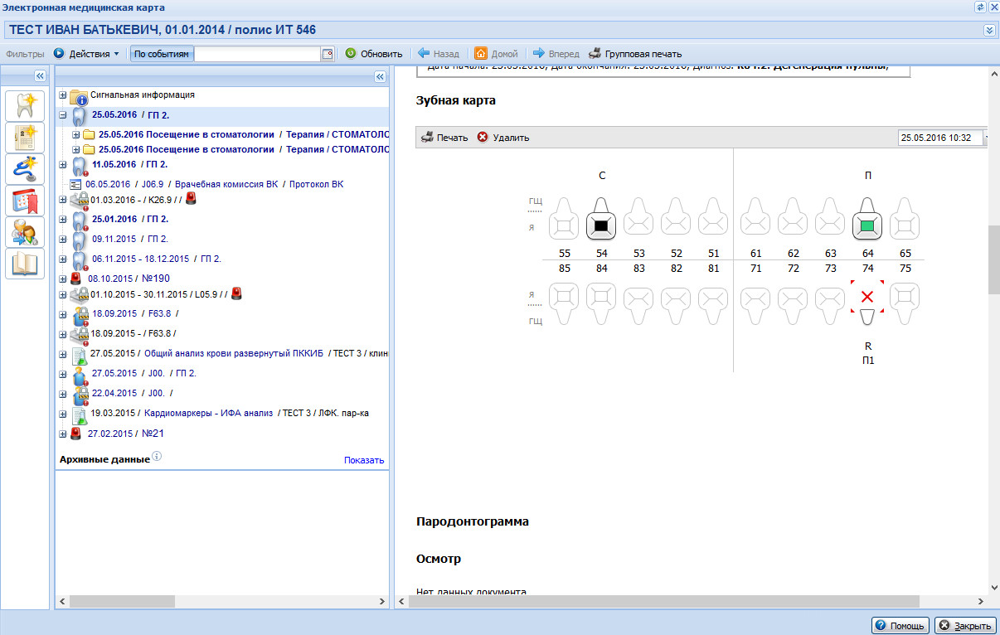 Электронная медицинская карта
ТЕСТ ИВАН БАТЬКЕВИЧ, 01.01.2014 / полис ИТ 546
Фильтры Действия По событиям Обновить Назад Домой Вперед Групповая печать
Сигнальная информация
25.05.2016 / ГП 2.
25.05.2016 Посещение в стоматологии / Терапия / СТОМАТОЛО
25.05.2016 Посещение в стоматологии / Терапия / СТОМАТОЛО
11.05.2016 / ГП 2.
06.05.2016 / J06.9 / Врачебная комиссия ВК / Протокол ВК
01.03.2016 - / K26.9 / /
25.01.2016 / ГП 2.
09.11.2015 / ГП 2.
06.11.2015 - 18.12.2015 / ГП 2.
08.10.2015 / №190
01.10.2015 - 30.11.2015 / L05.9 / /
18.09.2015 / F63.8 /
18.09.2015 - / F63.8 /
27.05.2015 / Общий анализ крови развернутый ПККИБ / ТЕСТ 3 / клин
27.05.2015 / J00. / ГП 2.
22.04.2015 / J00. /
19.03.2015 / Кардиомаркеры - ИФА анализ / ТЕСТ 3 / ЛФК. пар-ка
27.02.2015 / №21
Архивные данные Показать
Дата начала: 25.05.2016, Дата окончания: 25.05.2016, Диагноз: K04.2. Дегенерация пульпы,
Зубная карта
Печать Удалить 25.05.2016 10:32
С П
ГЩ
Я
55 54 53 52 51 61 62 63 64 65
85 84 83 82 81 71 72 73 74 75
Я
ГЩ
R
П1
Пародонтограмма
Осмотр
Нет данных документа
Помощь Закрыть